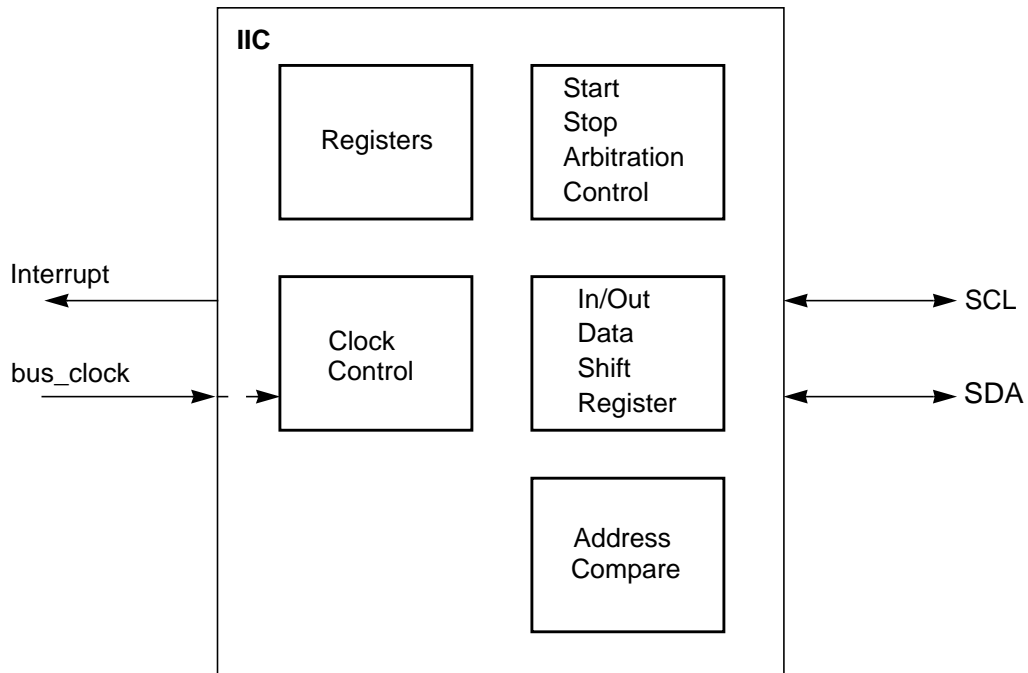 IIC
Registers
Start
Stop
Arbitration
Control
Interrupt
bus_clock
Clock
Control
In/Out
Data
Shift
Register
SCL
SDA
Address
Compare